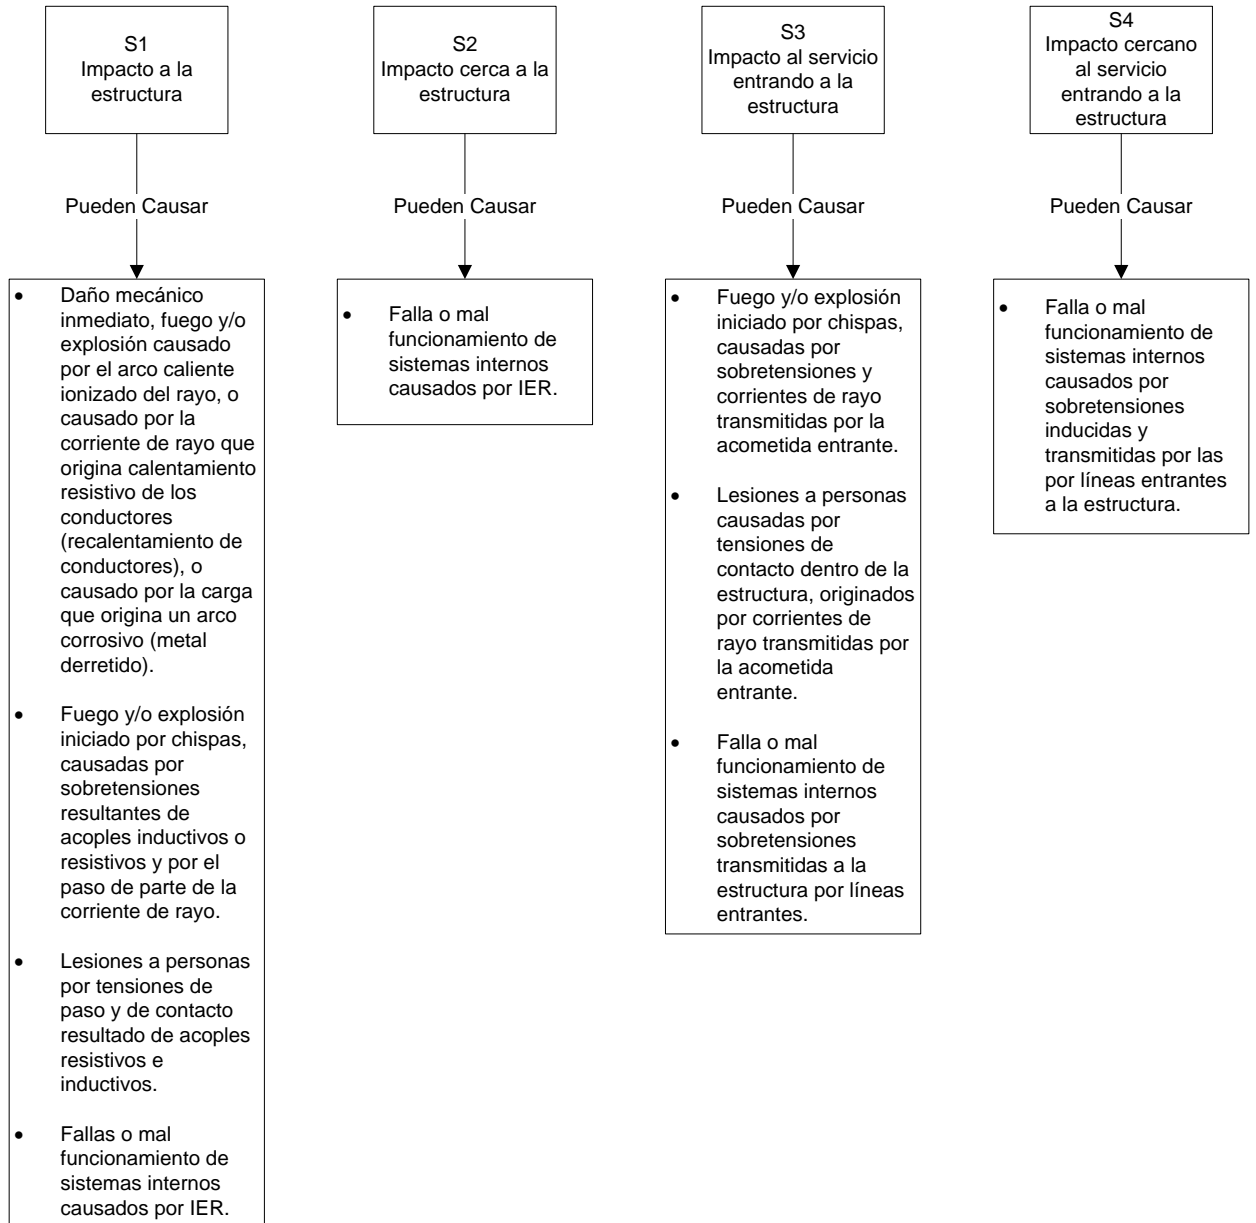 S1
Impacto a la
estructura
Pueden Causar
• Daño mecánico
inmediato, fuego y/o
explosión causado
por el arco caliente
ionizado del rayo, o
causado por la
corriente de rayo que
origina calentamiento
resistivo de los
conductores
(recalentamiento de
conductores), o
causado por la carga
que origina un arco
corrosivo (metal
derretido).
• Fuego y/o explosión
iniciado por chispas,
causadas por
sobretensiones
resultantes de
acoples inductivos o
resistivos y por el
paso de parte de la
corriente de rayo.
• Lesiones a personas
por tensiones de
paso y de contacto
resultado de acoples
resistivos e
inductivos.
• Fallas o mal
funcionamiento de
sistemas internos
causados por IER.
S2
Impacto cerca a la
estructura
Pueden Causar
• Falla o mal
funcionamiento de
sistemas internos
causados por IER.
S3
Impacto al servicio
entrando a la
estructura
Pueden Causar
• Fuego y/o explosión
iniciado por chispas,
causadas por
sobretensiones y
corrientes de rayo
transmitidas por la
acometida entrante.
• Lesiones a personas
causadas por
tensiones de
contacto dentro de la
estructura, originados
por corrientes de
rayo transmitidas por
la acometida
entrante.
• Falla o mal
funcionamiento de
sistemas internos
causados por
sobretensiones
transmitidas a la
estructura por líneas
entrantes.
S4
Impacto cercano
al servicio
entrando a la
estructura
Pueden Causar
• Falla o mal
funcionamiento de
sistemas internos
causados por
sobretensiones
inducidas y
transmitidas por las
por líneas entrantes
a la estructura.